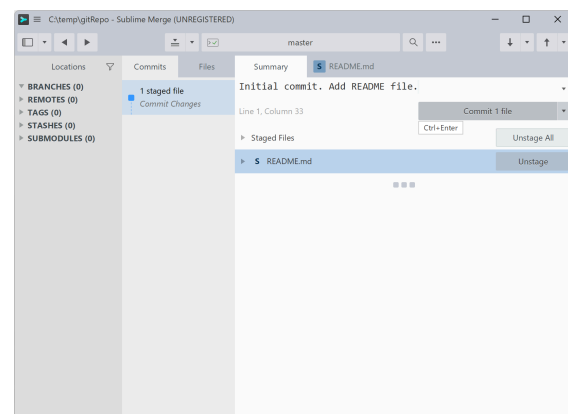 C:\temp\gitRepo - Sublime Merge (UNREGISTERED)
master
Locations
Commits
Files
Summary
S README.md
BRANCHES (0)
REMOTES (0)
TAGS (0)
STASHES (0)
SUBMODULES (0)
1 staged file
Commit Changes
Initial commit. Add README file.
Line 1, Column 33
Commit 1 file
Ctrl+Enter
Staged Files
Unstage All
S README.md
Unstage